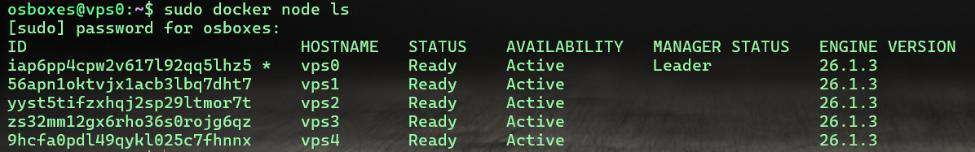 osboxes@vps0:~$ sudo docker node ls
[sudo] password for osboxes:
ID HOSTNAME STATUS AVAILABILITY MANAGER STATUS ENGINE VERSION
iap6pp4cpw2v617l92qq5lhz5 * vps0 Ready Active Leader 26.1.3
56apn1oktvjx1acb3lbq7dht7 vps1 Ready Active 26.1.3
yyst5tifzxhqj2sp29ltmor7t vps2 Ready Active 26.1.3
zs32mm12gx6rho36s0rojg6qz vps3 Ready Active 26.1.3
9hcfa0pdl49qykl025c7fhnnx vps4 Ready Active 26.1.3